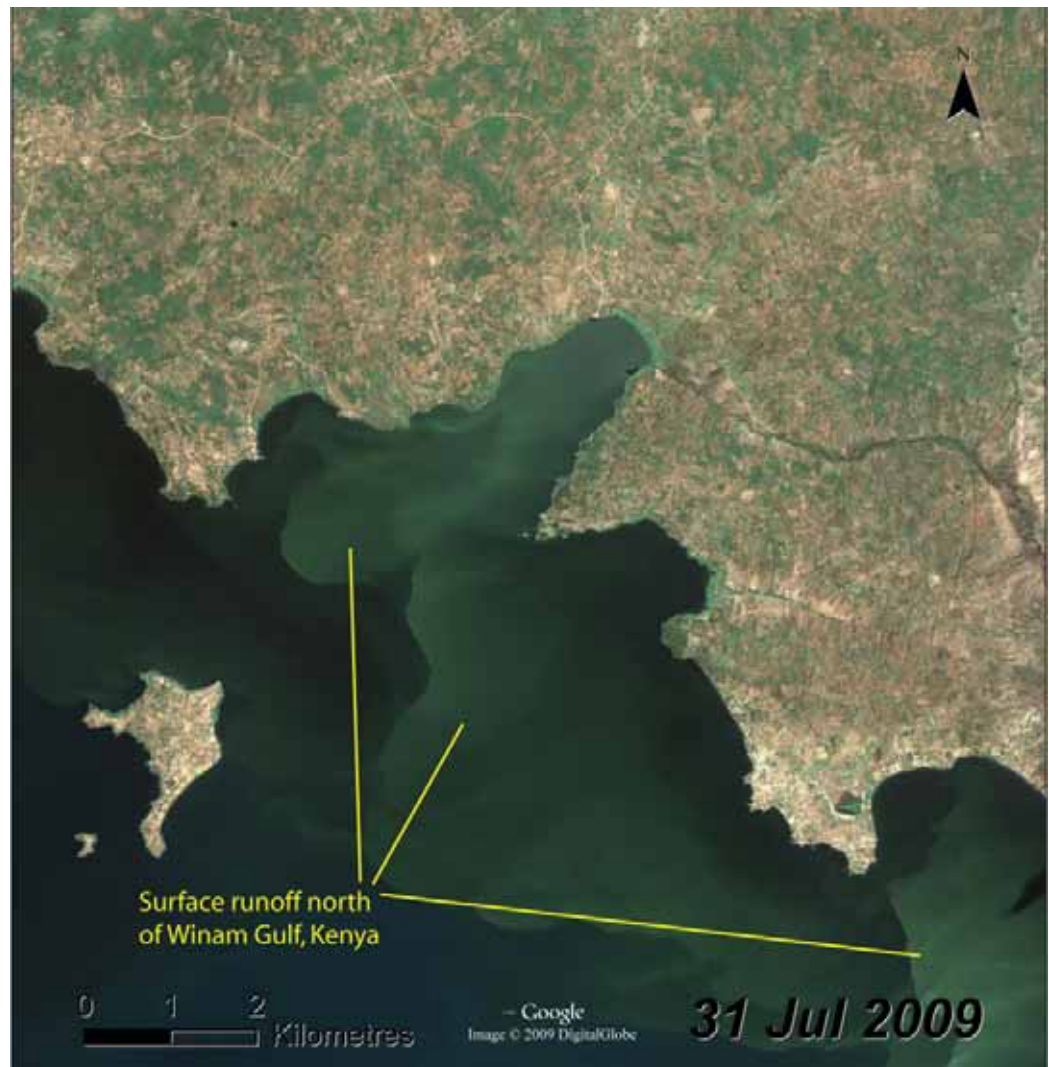 N
Surface runoff north
of Winam Gulf, Kenya
0 1 2
Kilometres
Google
Image © 2009 DigitalGlobe
31 Jul 2009